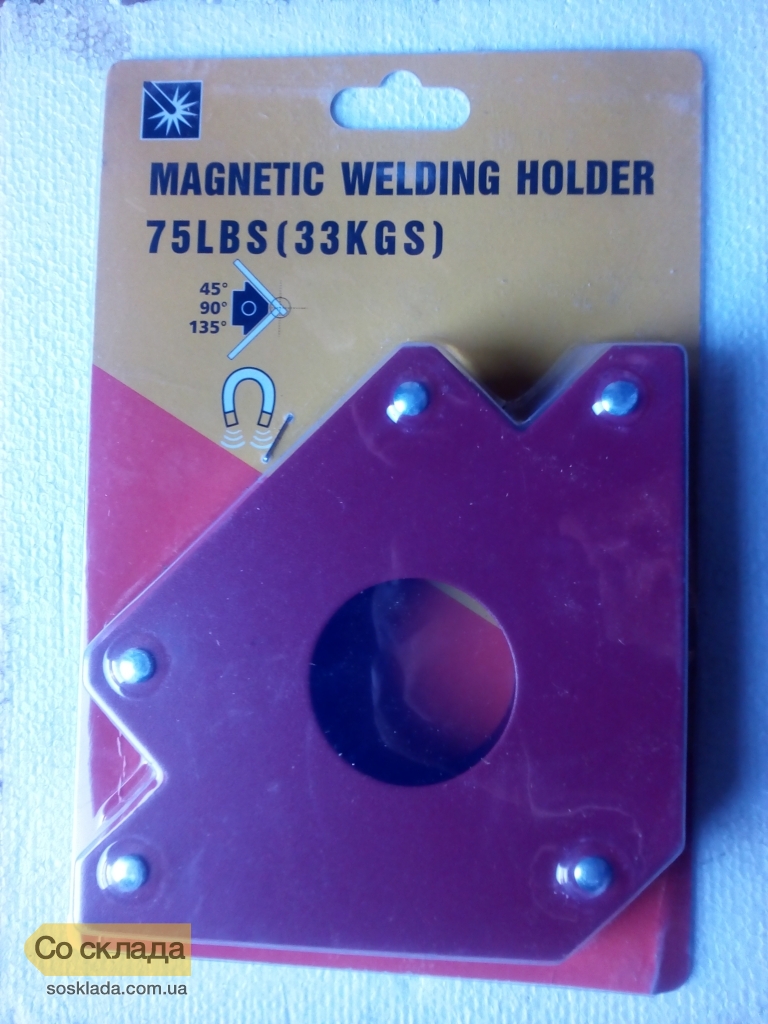 MAGNETIC WELDING HOLDER
75LBS(33KGS)
45°
90°
135°
Со склада
sosklada.com.ua